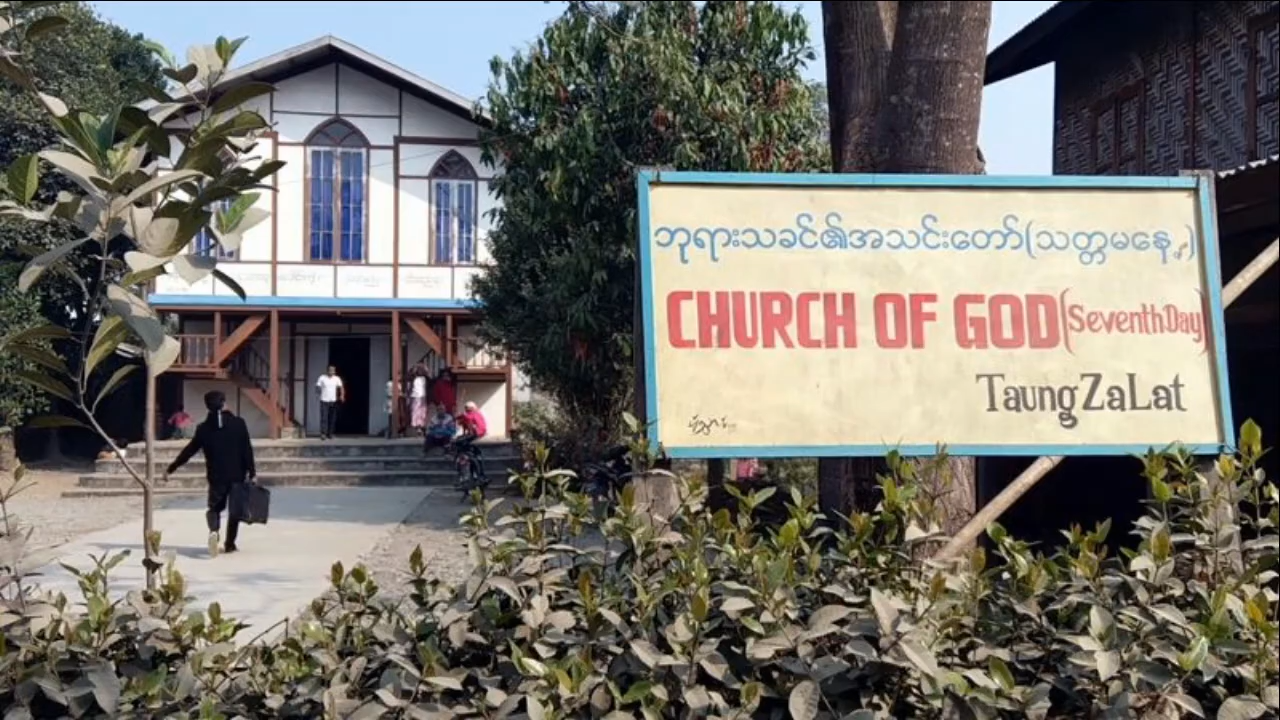 ဘုရားသခင်၏အသင်းတော်(သတ္တမနေ့)
CHURCH OF GOD (Seventh Day)
TaungZaLat